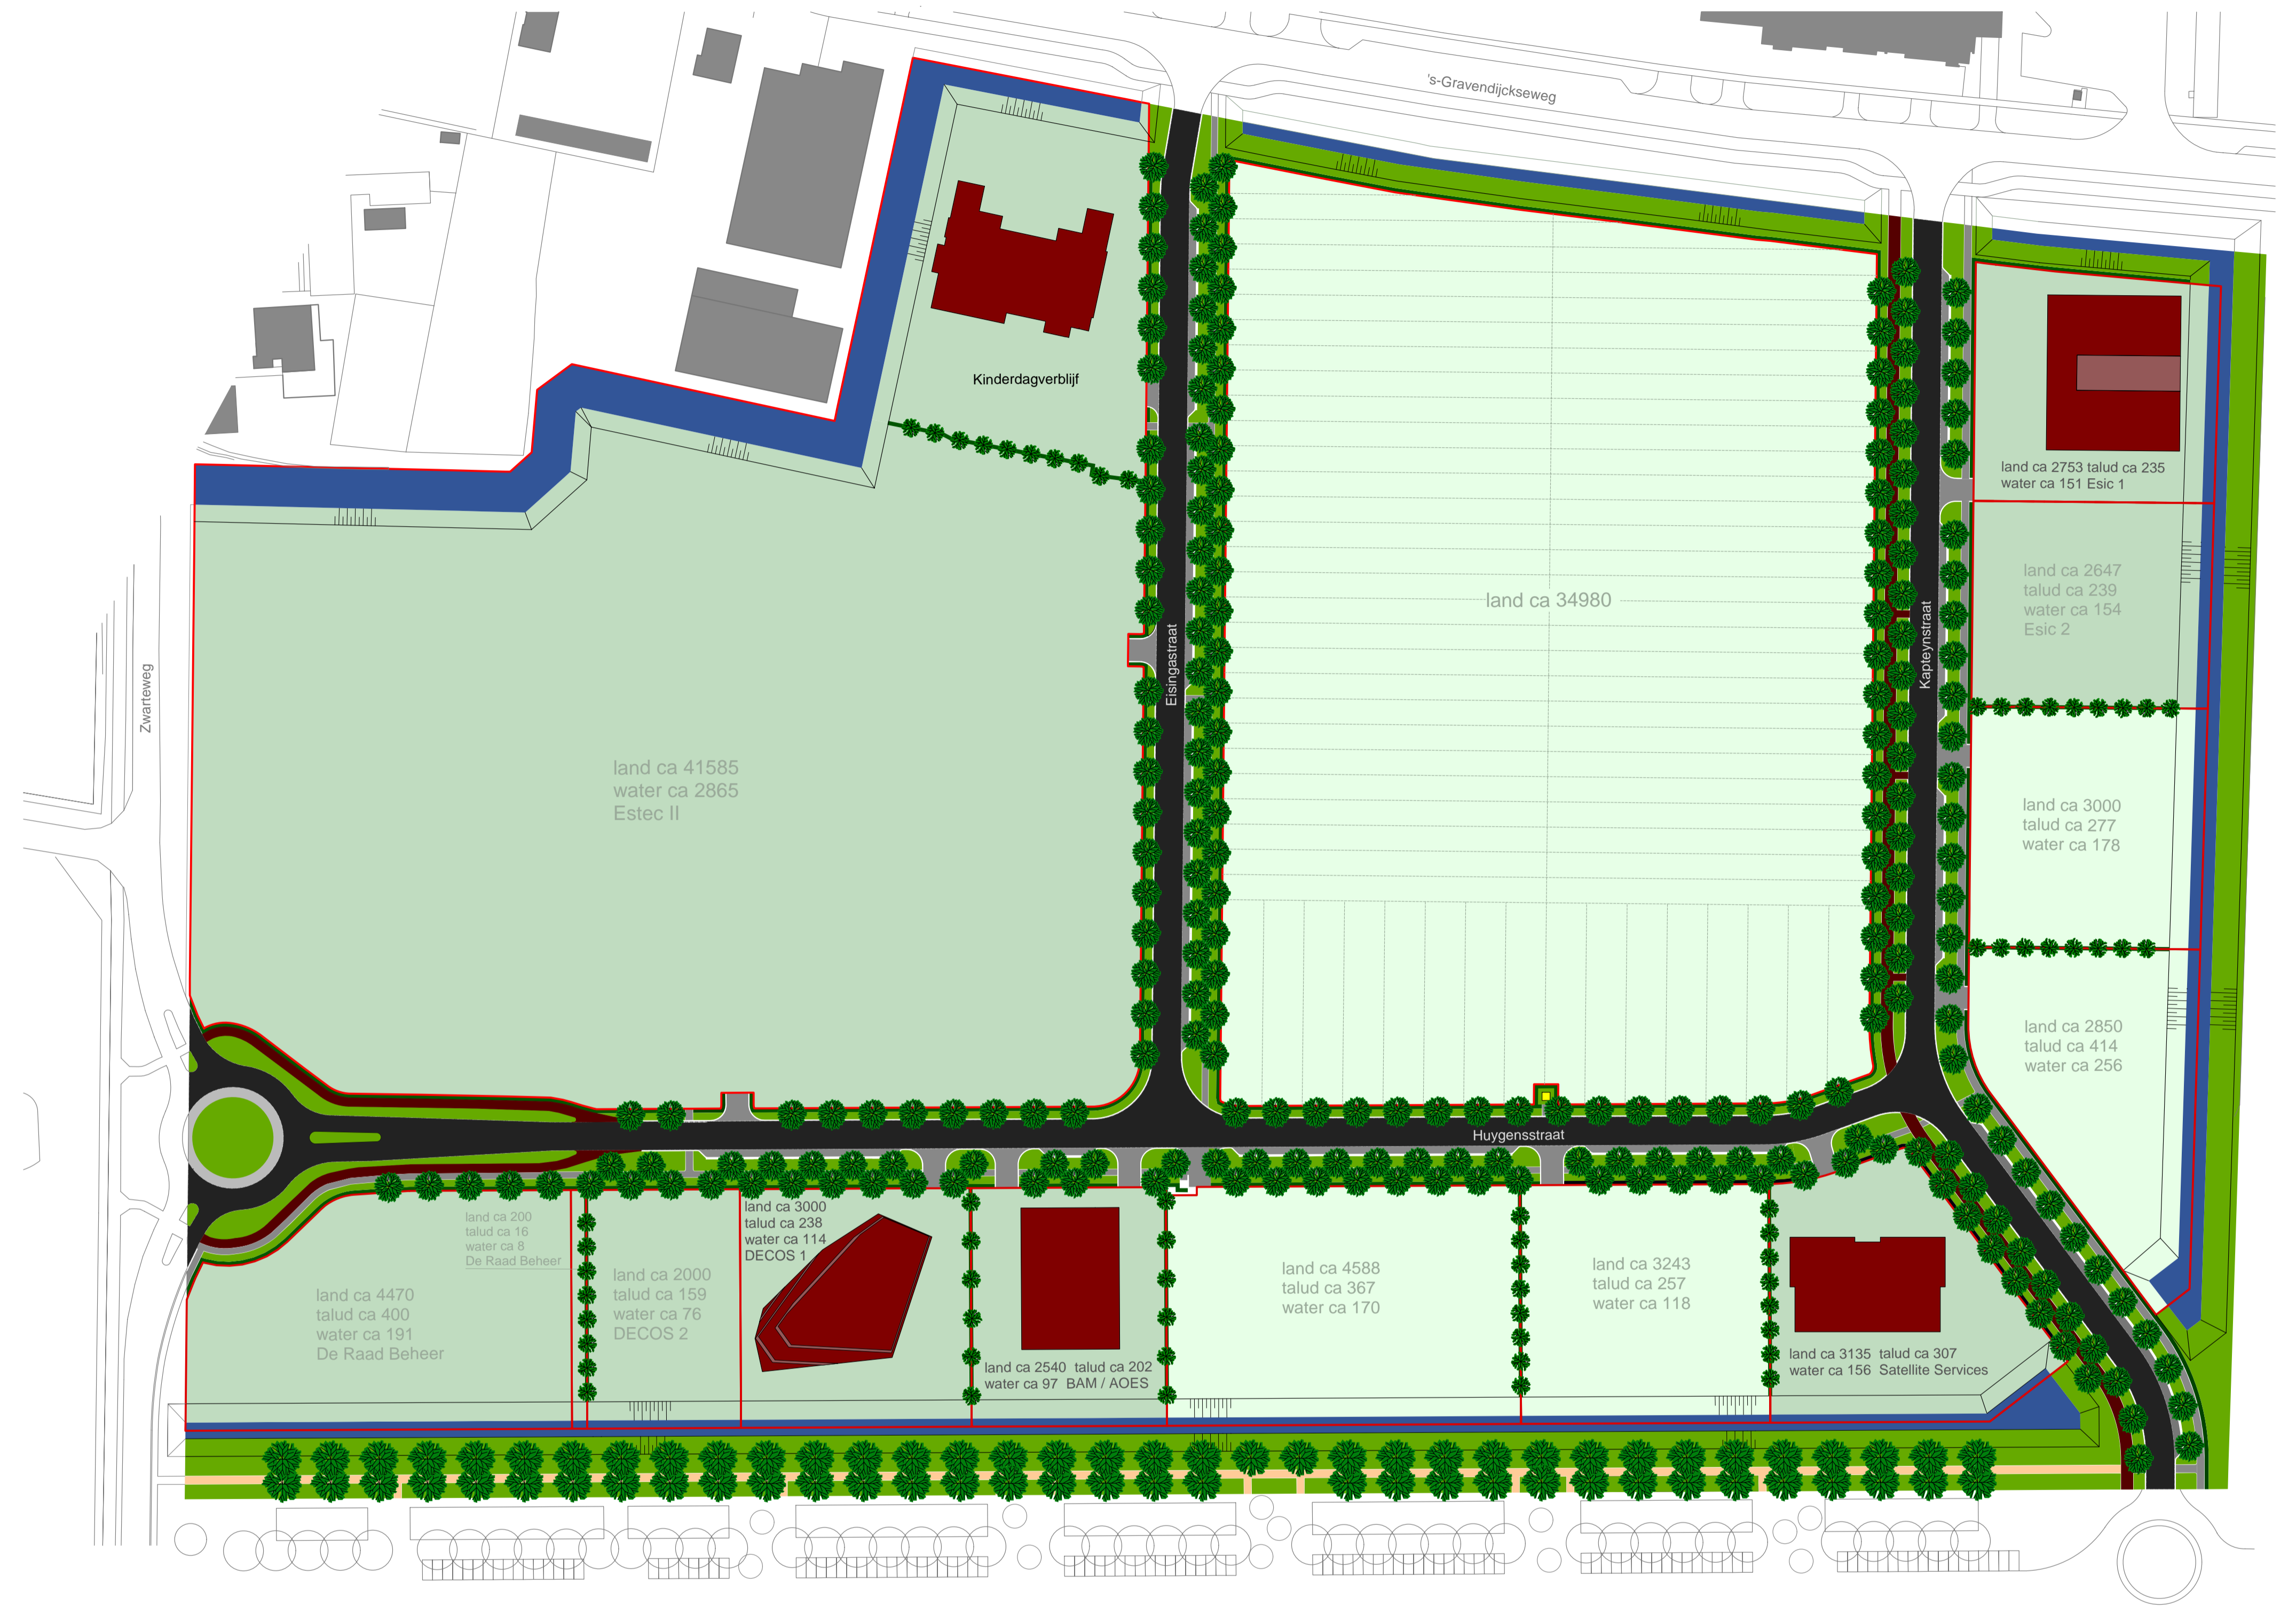 's-Gravendijckseweg
Kinderdagverblijf
land ca 2753 talud ca 235
water ca 151 Esic 1
land ca 2647
talud ca 239
water ca 154
Esic 2
land ca 34980
Zwarteweg
Eisingastraat
Kapteynstraat
land ca 41585
water ca 2865
Estec II
land ca 3000
talud ca 277
water ca 178
land ca 2850
talud ca 414
water ca 256
Huygensstraat
land ca 200
talud ca 16
water ca 8
De Raad Beheer
land ca 4470
talud ca 400
water ca 191
De Raad Beheer
land ca 2000
talud ca 159
water ca 76
DECOS 2
land ca 3000
talud ca 238
water ca 114
DECOS 1
land ca 2540 talud ca 202
water ca 97 BAM / AOES
land ca 4588
talud ca 367
water ca 170
land ca 3243
talud ca 257
water ca 118
land ca 3135 talud ca 307
water ca 156 Satellite Services